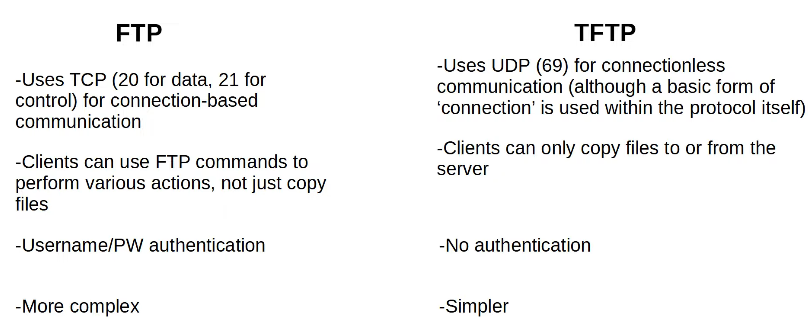 FTP
-Uses TCP (20 for data, 21 for
control) for connection-based
communication
-Clients can use FTP commands to
perform various actions, not just copy
files
-Username/PW authentication
-More complex
TFTP
-Uses UDP (69) for connectionless
communication (although a basic form of
‘connection’ is used within the protocol itself)
-Clients can only copy files to or from the
server
-No authentication
-Simpler